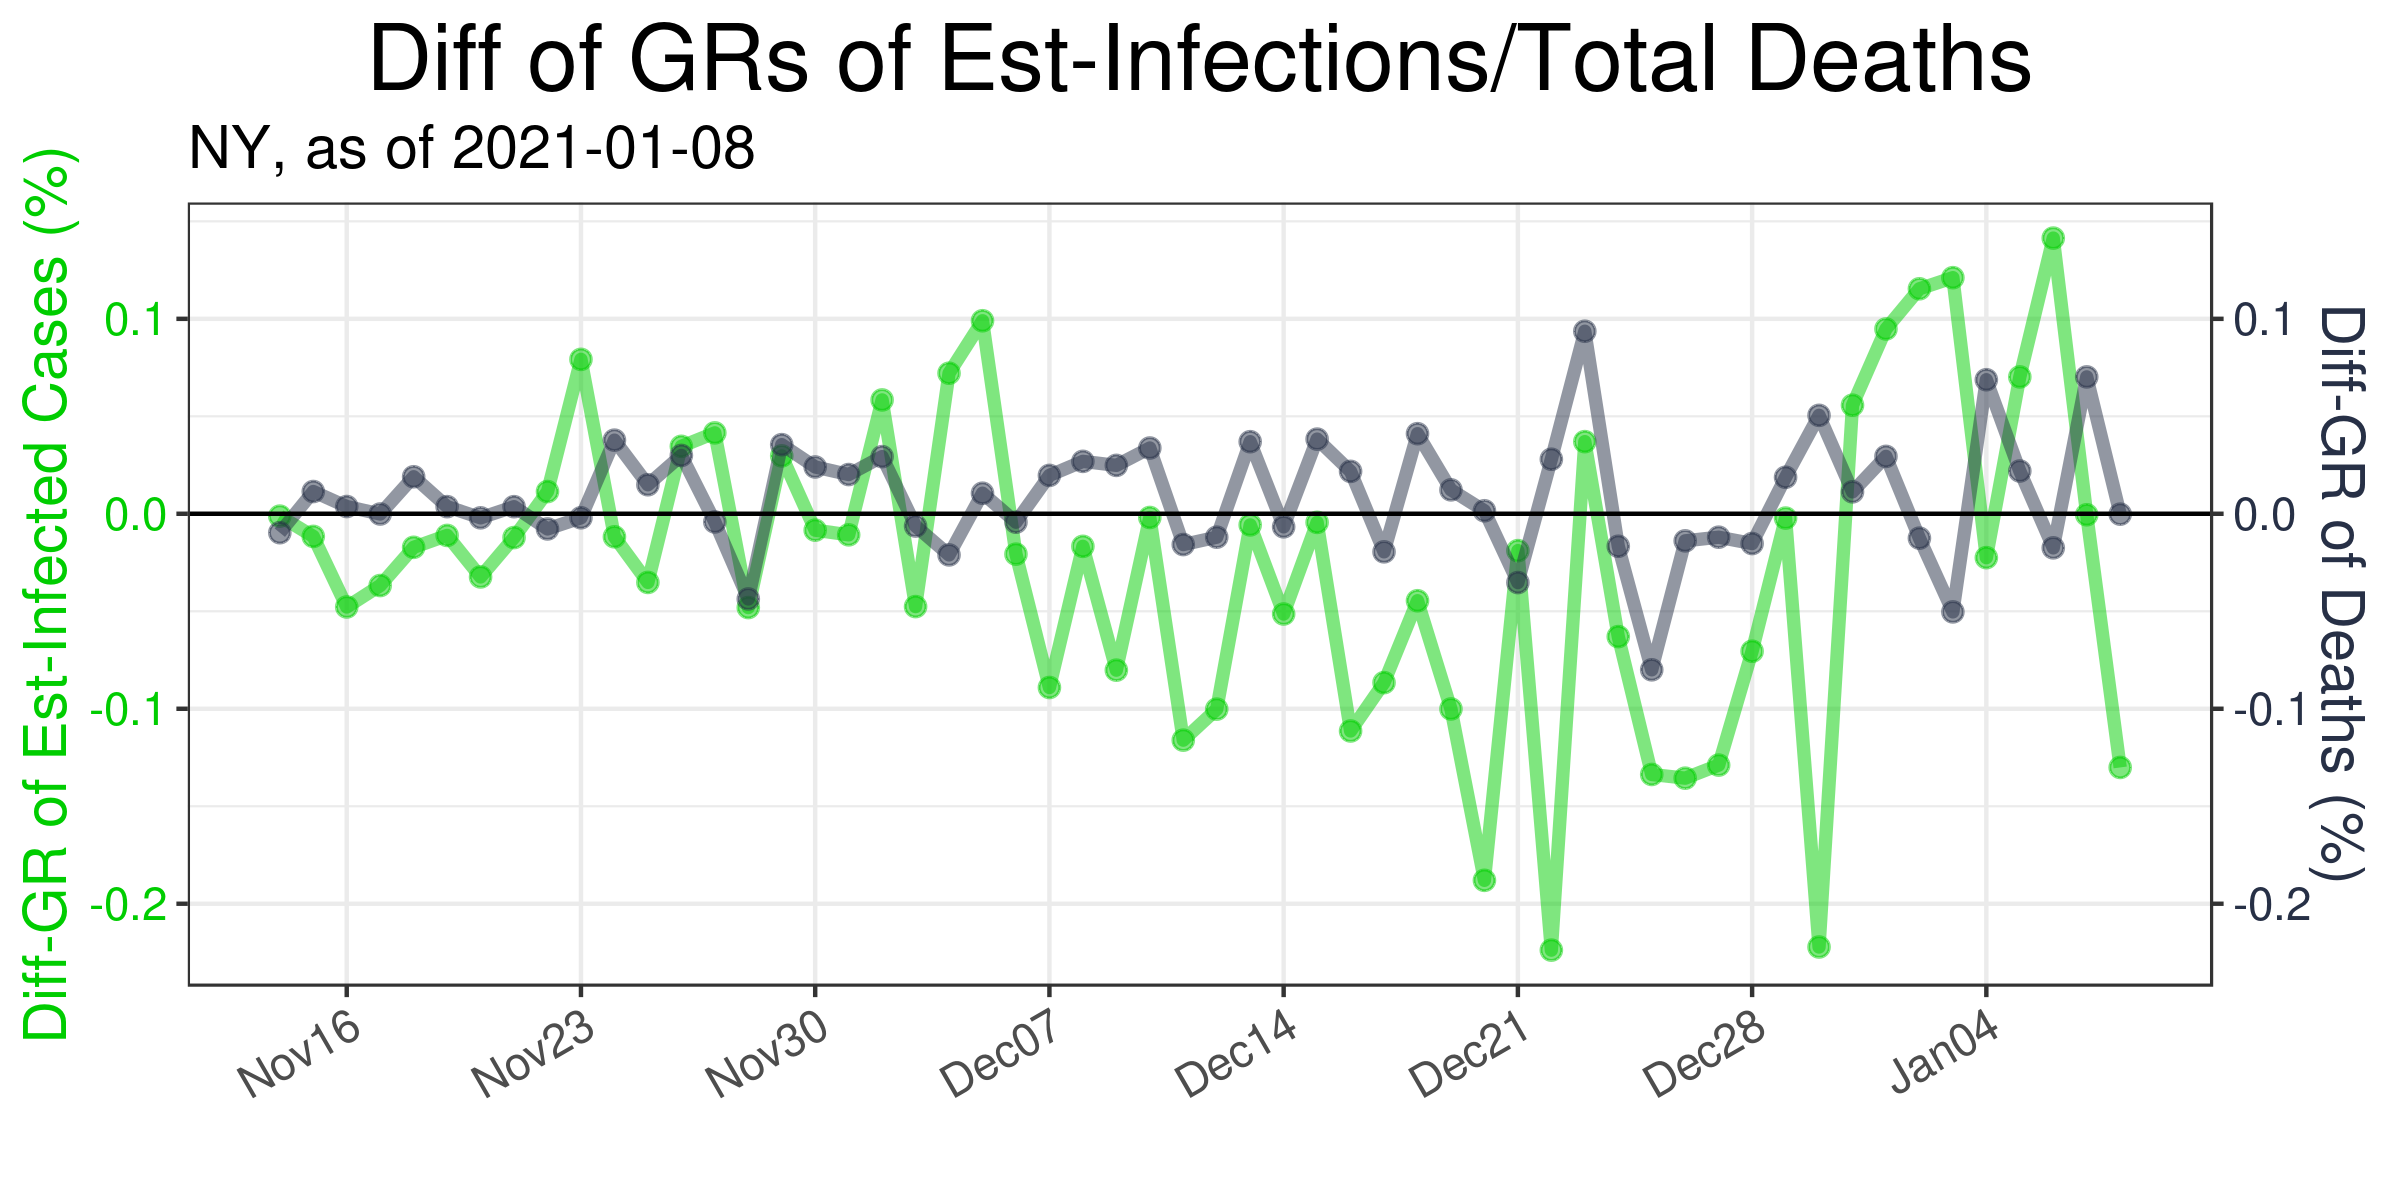 Diff of GRs of Est-Infections/Total Deaths
NY, as of 2021-01-08
Diff-GR of Est-Infected Cases (%)
0.1
0.0
-0.1
-0.2
0.1
0.0
-0.1
-0.2
Diff-GR of Deaths (%)
Nov16
Nov23
Nov30
Dec07
Dec14
Dec21
Dec28
Jan04